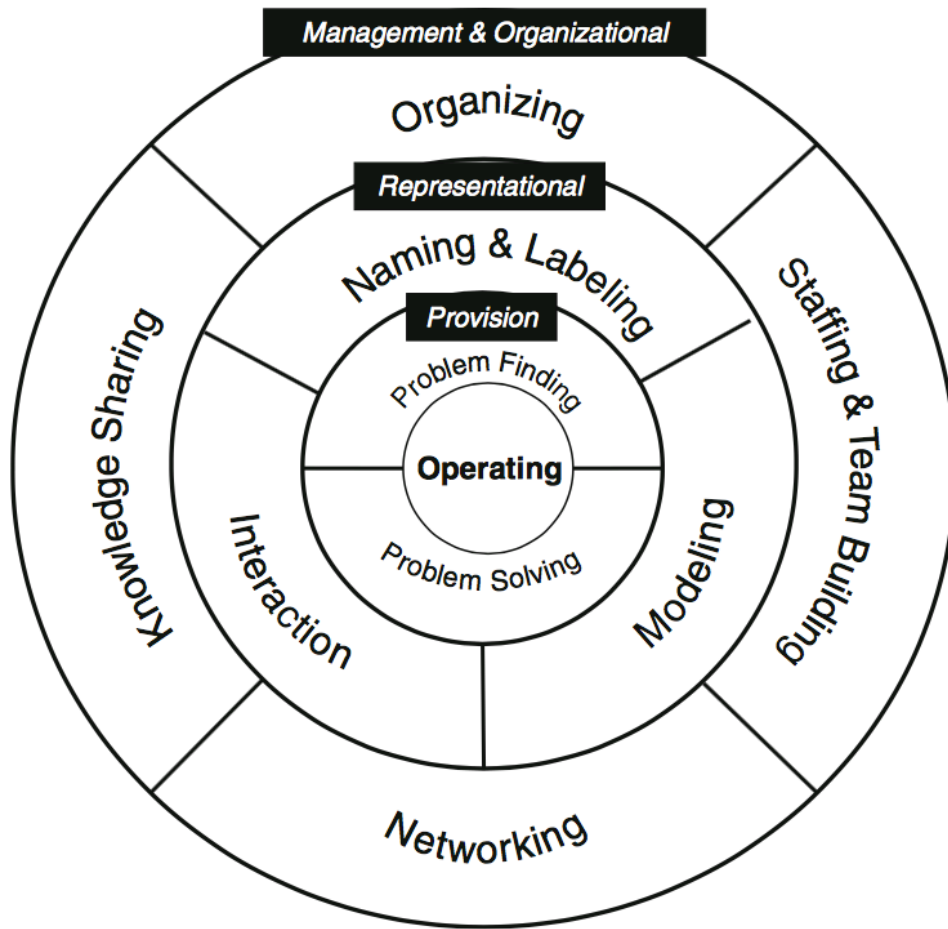 Management & Organizational
Organizing
Representational
Naming & Labeling
Provision
Problem Finding
Operating
Problem Solving
Knowledge Sharing
Staffing & Team Building
Interaction
Modeling
Networking